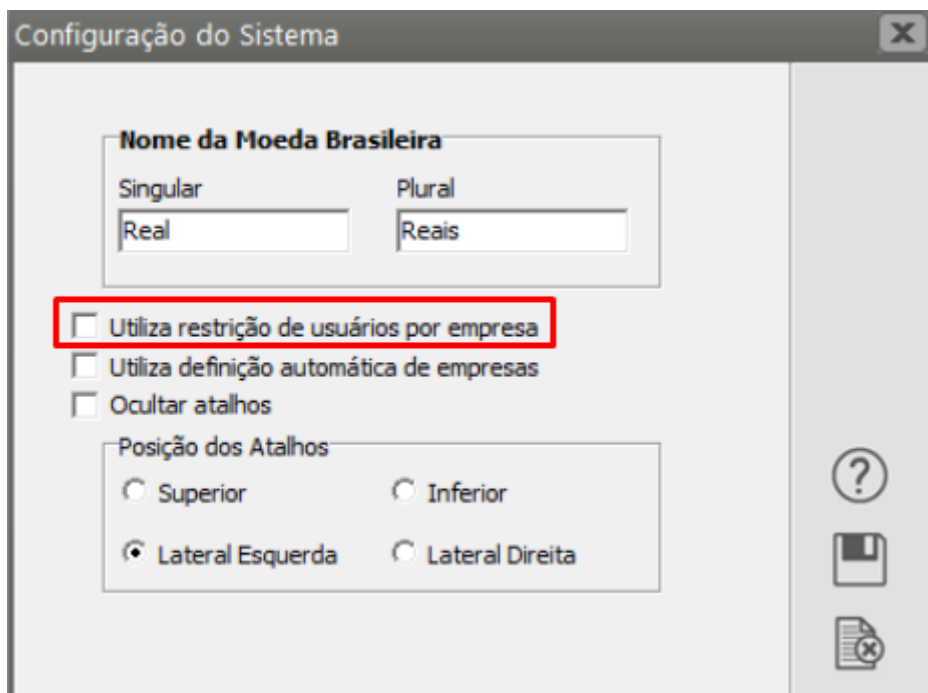 Configuração do Sistema
Nome da Moeda Brasileira
Singular Plural
Real Reais
Utiliza restrição de usuários por empresa
Utiliza definição automática de empresas
Ocultar atalhos
Posição dos Atalhos
Superior Inferior
Lateral Esquerda Lateral Direita